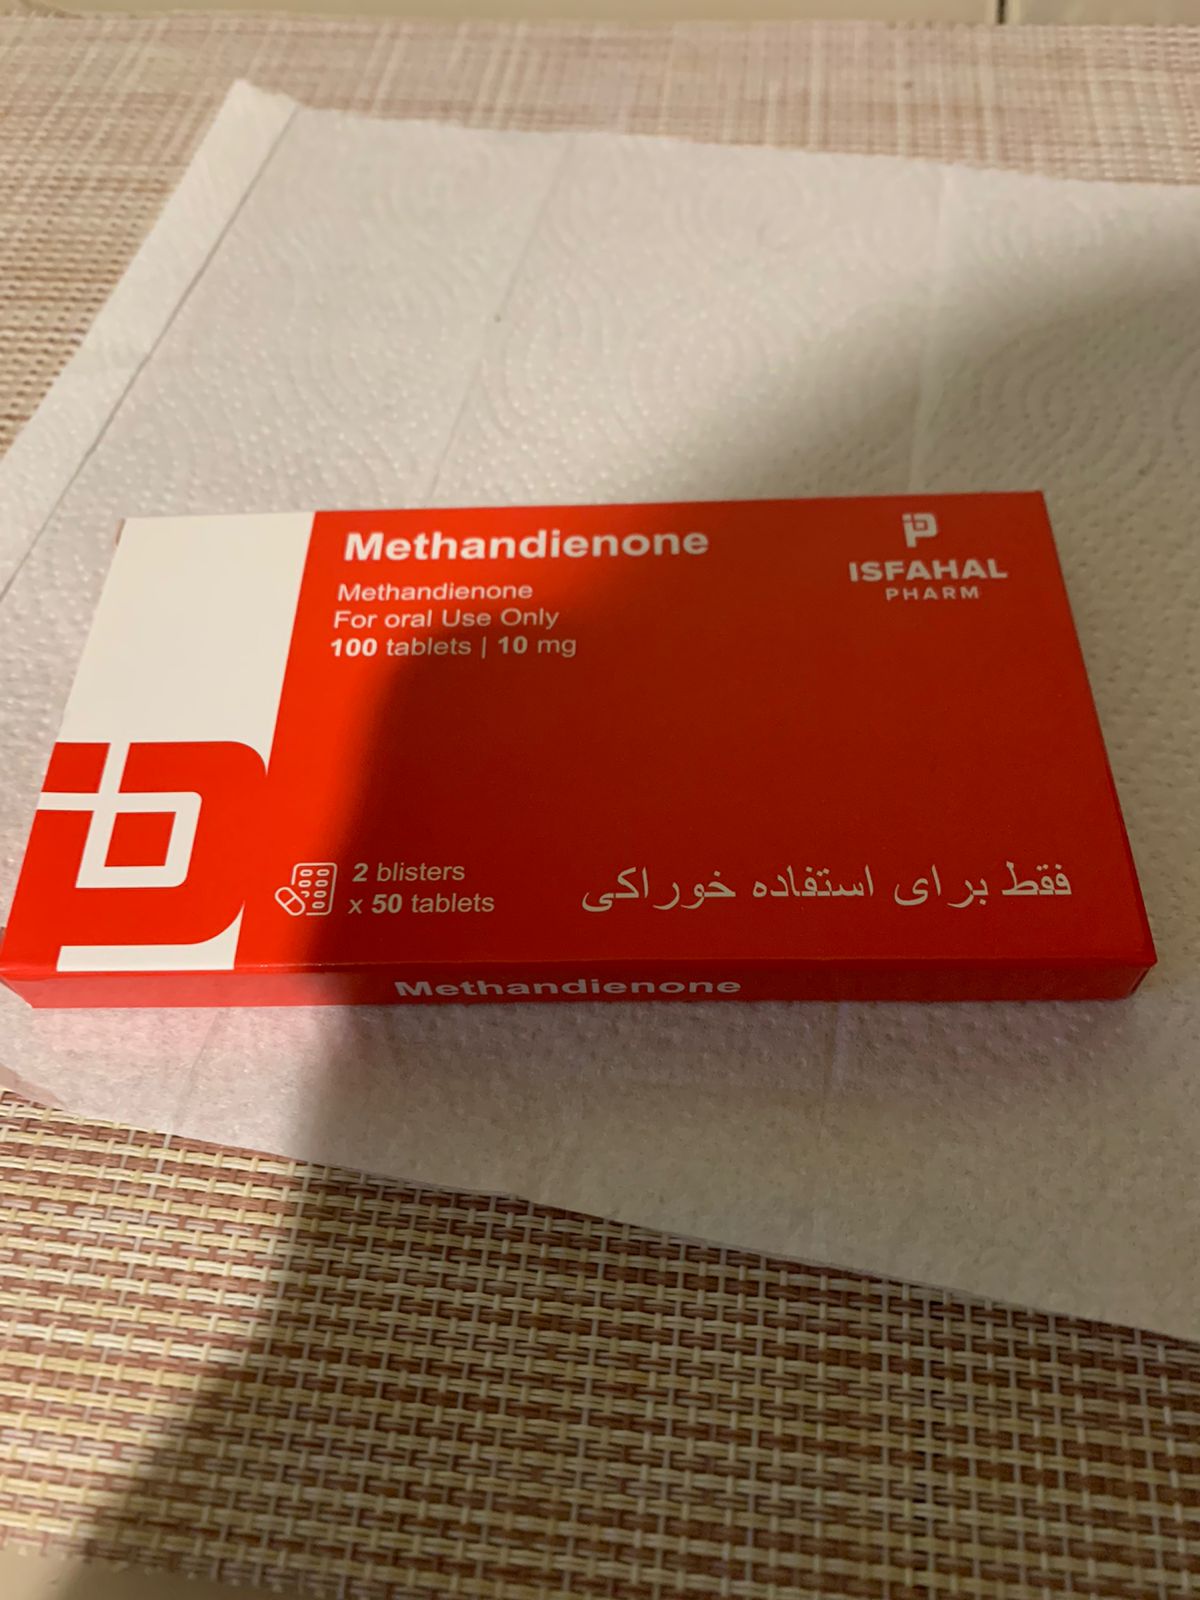 Methandienone
ISFAHAL
PHARM
Methandienone
For oral Use Only
100 tablets | 10 mg
2 blisters
x 50 tablets
فقط برای استفاده خوراکی
Methandienone